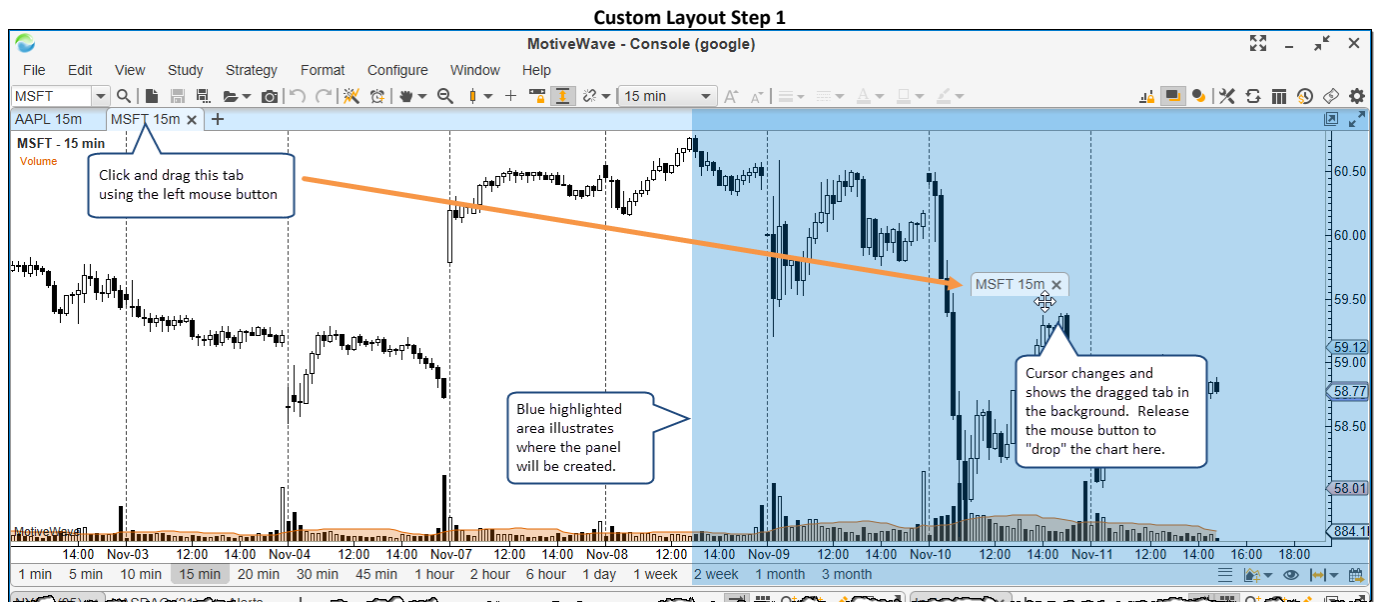 Custom Layout Step 1
MotiveWave - Console (google)
File Edit View Study Strategy Format Configure Window Help
MSFT 15 min
AAPL 15m MSFT 15m
MSFT - 15 min
Volume
Click and drag this tab
using the left mouse button
60.50
60.00
MSFT 15m
59.50
59.12
59.00
Cursor changes and
shows the dragged tab in
the background. Release
the mouse button to
"drop" the chart here.
58.77
Blue highlighted
area illustrates
where the panel
will be created.
58.50
58.01
MotiveWave
884.1
14:00 Nov-03 12:00 14:00 Nov-04 12:00 14:00 Nov-07 12:00 14:00 Nov-08 12:00 14:00 Nov-09 12:00 14:00 Nov-10 12:00 14:00 Nov-11 12:00 14:00 16:00 18:00
1 min 5 min 10 min 15 min 20 min 30 min 45 min 1 hour 2 hour 6 hour 1 day 1 week 2 week 1 month 3 month